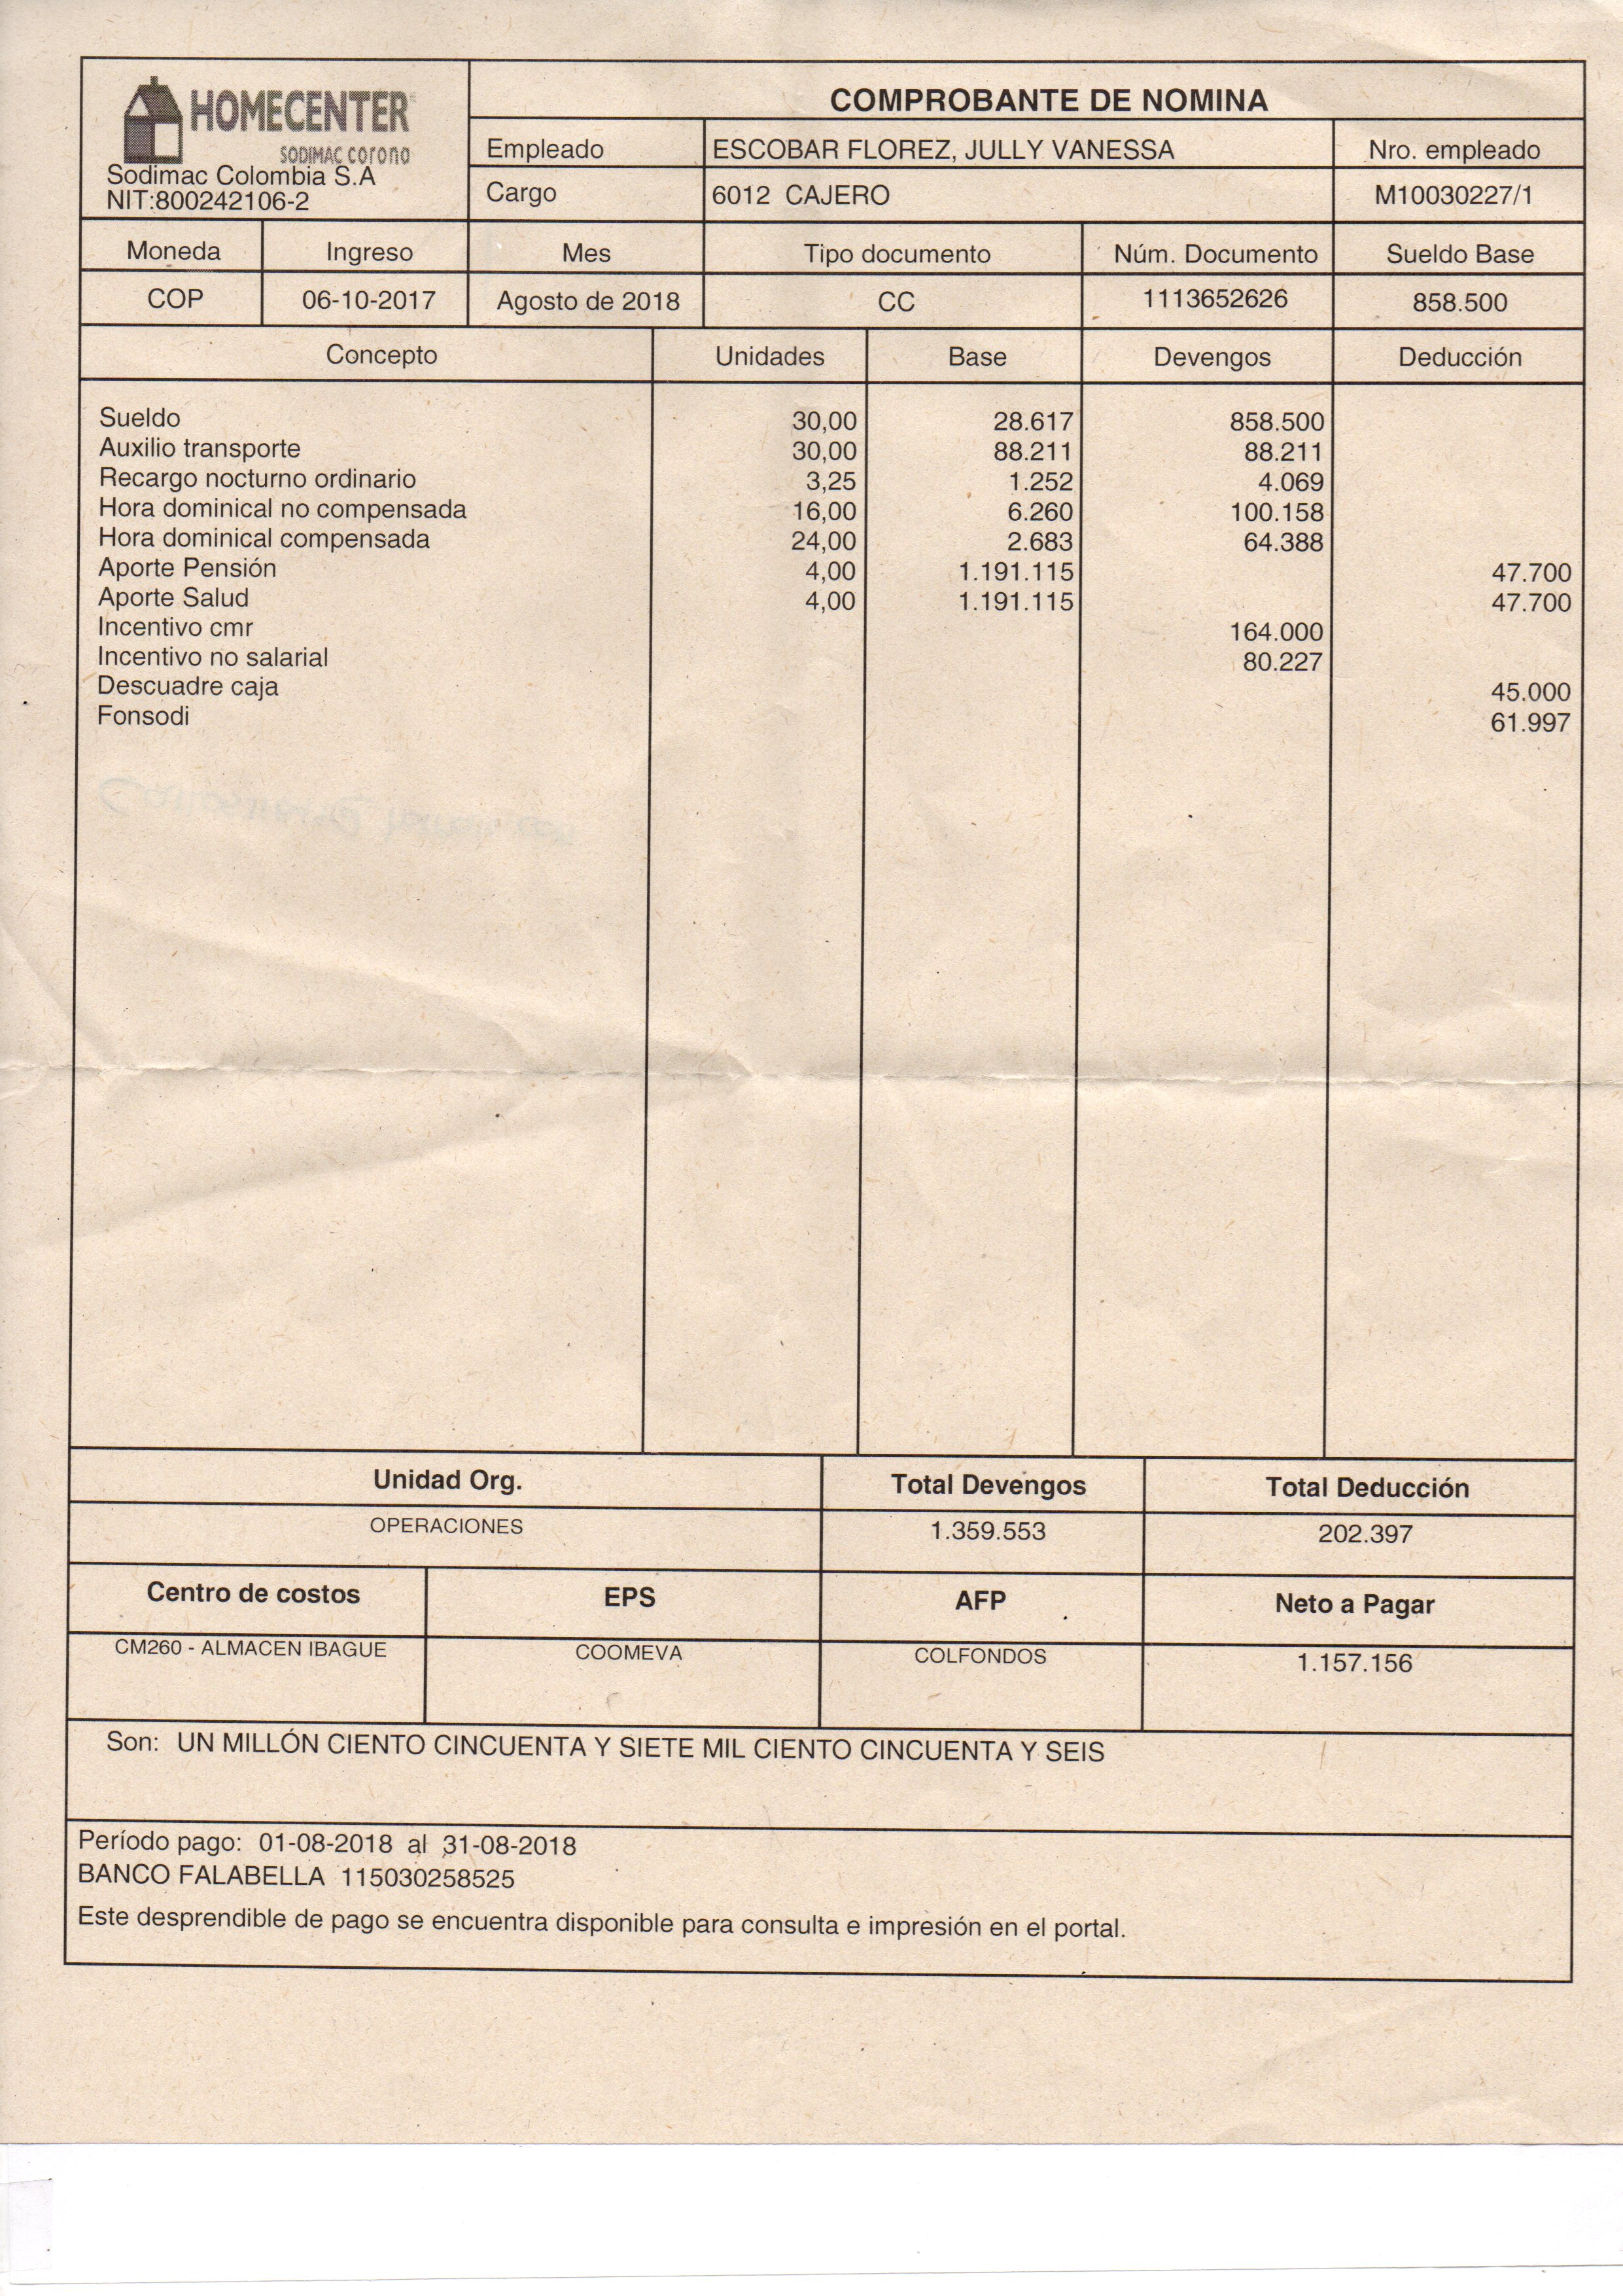 HOMECENTER
SODIMAC corona
Sodimac Colombia S.A
NIT:800242106-2
COMPROBANTE DE NOMINA
Empleado ESCOBAR FLOREZ, JULLY VANESSA Nro. empleado
Cargo 6012 CAJERO M10030227/1
Moneda Ingreso Mes Tipo documento Núm. Documento Sueldo Base
COP 06-10-2017 Agosto de 2018 CC 1113652626 858.500
Concepto Unidades Base Devengos Deducción
Sueldo 30,00 28.617 858.500
Auxilio transporte 30,00 88.211 88.211
Recargo nocturno ordinario 3,25 1.252 4.069
Hora dominical no compensada 16,00 6.260 100.158
Hora dominical compensada 24,00 2.683 64.388
Aporte Pensión 4,00 1.191.115 47.700
Aporte Salud 4,00 1.191.115 47.700
Incentivo cmr 164.000
Incentivo no salarial 80.227
Descuadre caja 45.000
Fonsodi 61.997
Unidad Org. Total Devengos Total Deducción
OPERACIONES 1.359.553 202.397
Centro de costos EPS AFP Neto a Pagar
CM260 - ALMACEN IBAGUE COOMEVA COLFONDOS 1.157.156
Son: UN MILLÓN CIENTO CINCUENTA Y SIETE MIL CIENTO CINCUENTA Y SEIS
Período pago: 01-08-2018 al 31-08-2018
BANCO FALABELLA 115030258525
Este desprendible de pago se encuentra disponible para consulta e impresión en el portal.